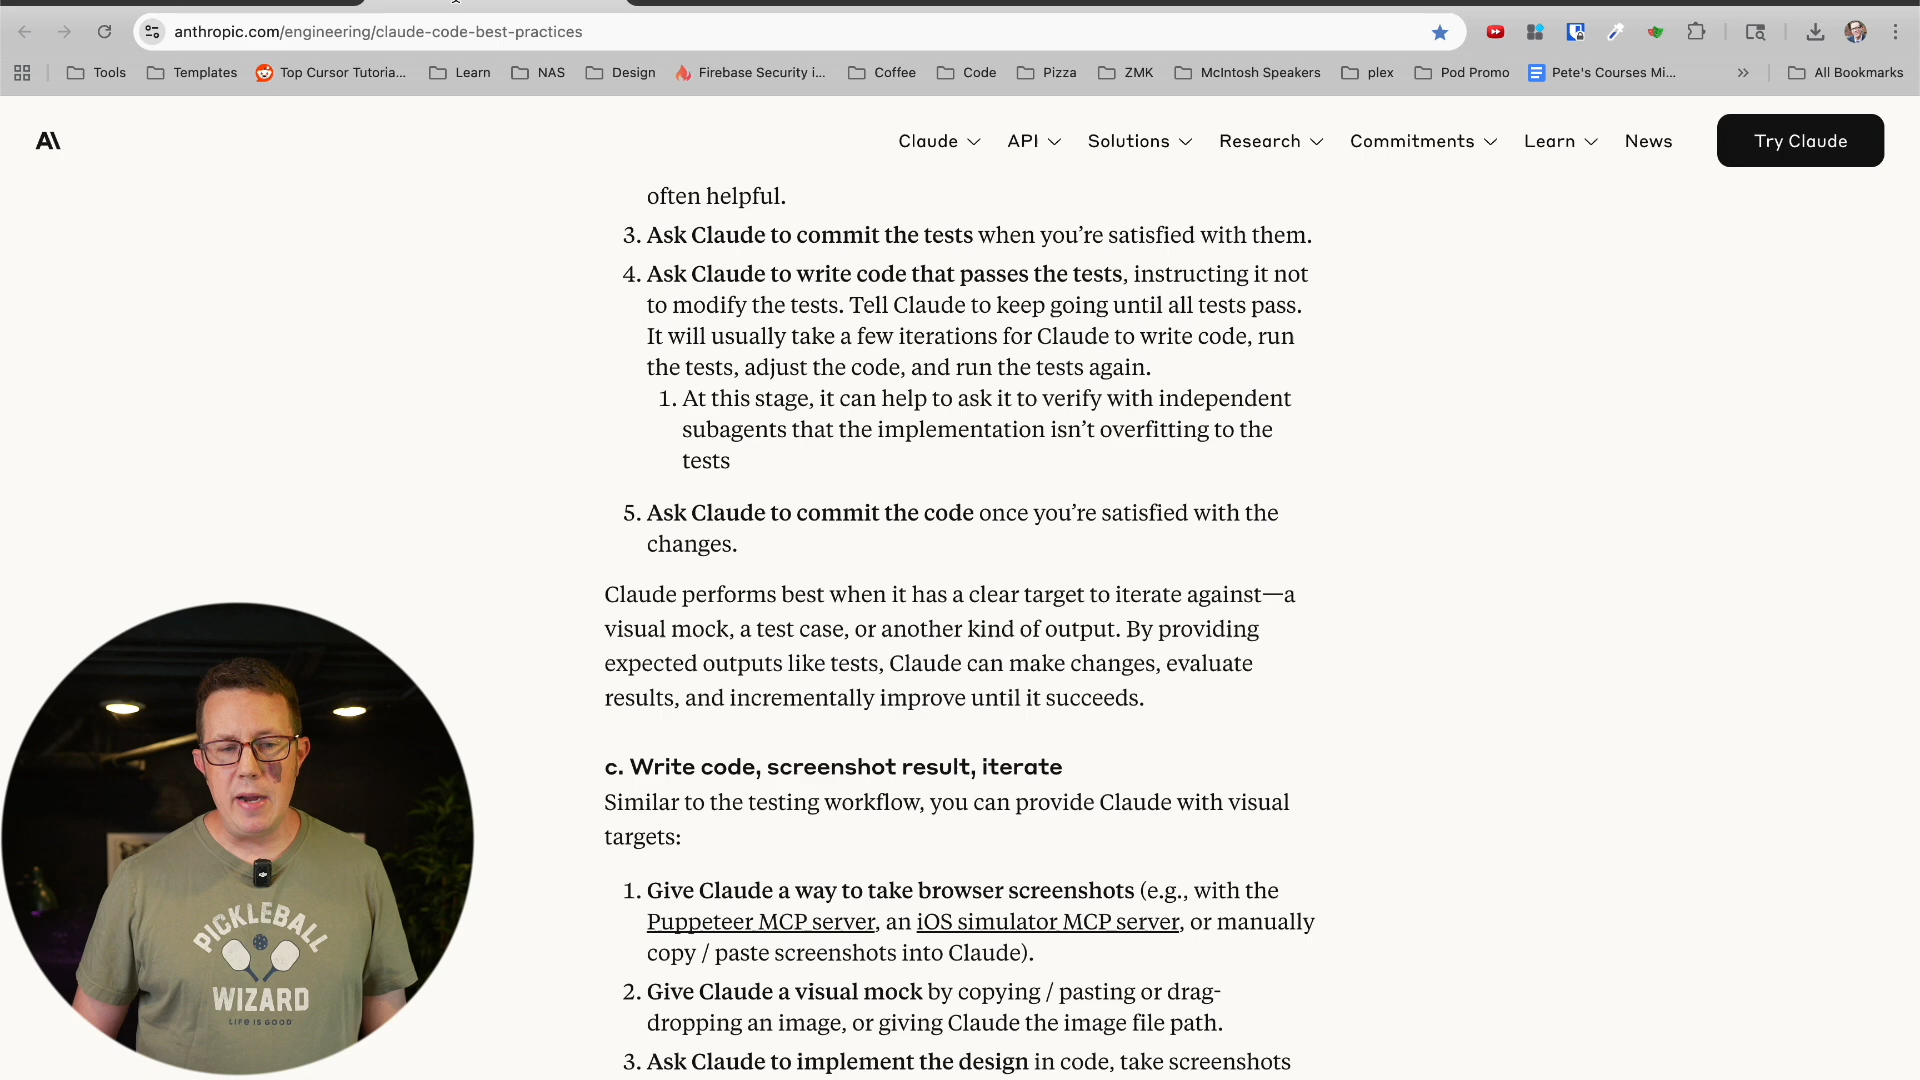 anthropic.com/engineering/claude-code-best-practices
Tools
Templates
Top Cursor Tutoria...
Learn
NAS
Design
Firebase Security i...
Coffee
Code
Pizza
ZMK
McIntosh Speakers
plex
Pod Promo
Pete's Courses Mi...
All Bookmarks
A\
Claude
API
Solutions
Research
Commitments
Learn
News
Try Claude
often helpful.
3. Ask Claude to commit the tests when you’re satisfied with them.
4. Ask Claude to write code that passes the tests, instructing it not
to modify the tests. Tell Claude to keep going until all tests pass.
It will usually take a few iterations for Claude to write code, run
the tests, adjust the code, and run the tests again.
1. At this stage, it can help to ask it to verify with independent
subagents that the implementation isn’t overfitting to the
tests
5. Ask Claude to commit the code once you’re satisfied with the
changes.
Claude performs best when it has a clear target to iterate against—a
visual mock, a test case, or another kind of output. By providing
expected outputs like tests, Claude can make changes, evaluate
results, and incrementally improve until it succeeds.
c. Write code, screenshot result, iterate
Similar to the testing workflow, you can provide Claude with visual
targets:
1. Give Claude a way to take browser screenshots (e.g., with the
Puppeteer MCP server, an iOS simulator MCP server, or manually
copy / paste screenshots into Claude).
2. Give Claude a visual mock by copying / pasting or drag-
dropping an image, or giving Claude the image file path.
3. Ask Claude to implement the design in code, take screenshots
PICKLEBALL
WIZARD
LIFE IS GOOD